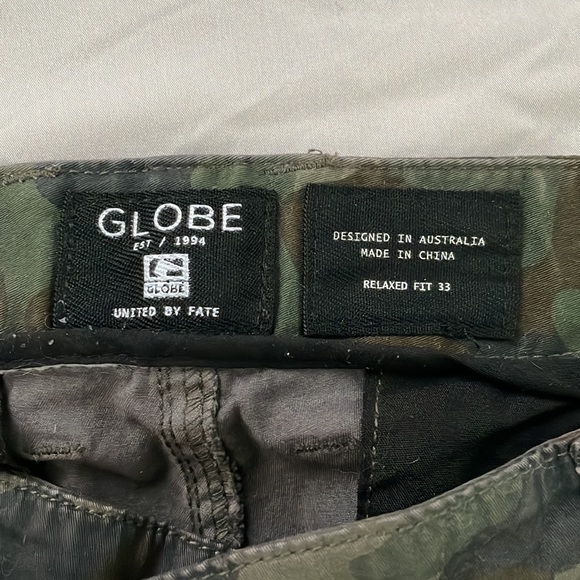 GLOBE
EST / 1994
GLOBE
UNITED BY FATE
DESIGNED IN AUSTRALIA
MADE IN CHINA
RELAXED FIT 33